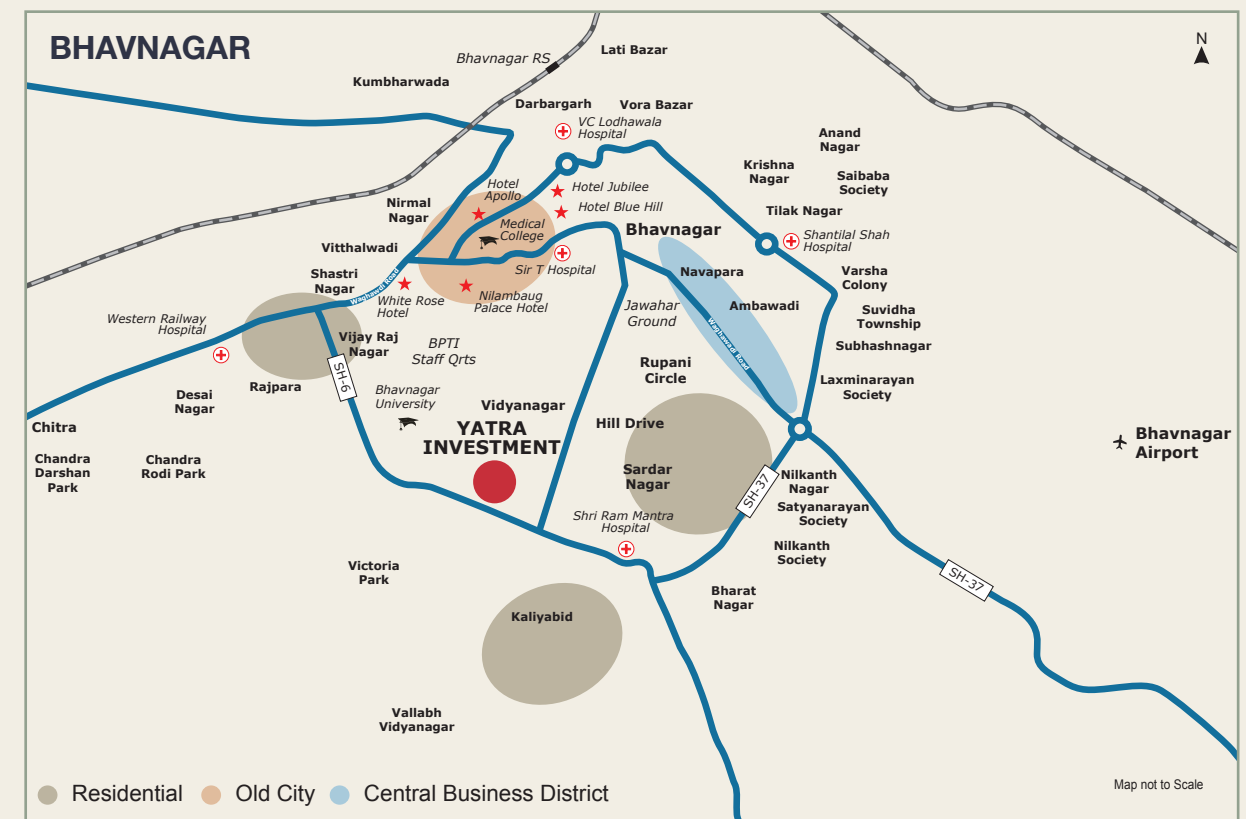 BHAVNAGAR
N
Lati Bazar
Bhavnagar RS
Kumbharwada
Darbargarh
Vora Bazar
VC Lodhawala
Hospital
Anand
Nagar
Krishna
Nagar
Saibaba
Society
Hotel
Apollo
Hotel Jubilee
Hotel Blue Hill
Nirmal
Nagar
Tilak Nagar
Medical
College
Bhavnagar
Shantilal Shah
Hospital
Vitthalwadi
Sir T Hospital
Shastri
Nagar
Waghawdi Road
Navapara
Varsha
Colony
White Rose
Hotel
Nilambaug
Palace Hotel
Jawahar
Ground
Ambawadi
Suvidha
Township
Western Railway
Hospital
Vijay Raj
Nagar
BPTI
Staff Qrts
Waghawadi Road
Subhashnagar
SH-6
Rupani
Circle
Rajpara
Desai
Nagar
Bhavnagar
University
Vidyanagar
Laxminarayan
Society
Chitra
YATRA
INVESTMENT
Hill Drive
Bhavnagar
Airport
Chandra
Darshan
Park
Chandra
Rodi Park
Sardar
Nagar
SH-37
Nilkanth
Nagar
Satyanarayan
Society
Shri Ram Mantra
Hospital
Nilkanth
Society
Victoria
Park
SH-37
Bharat
Nagar
Kaliyabid
Vallabh
Vidyanagar
Residential
Old City
Central Business District
Map not to Scale